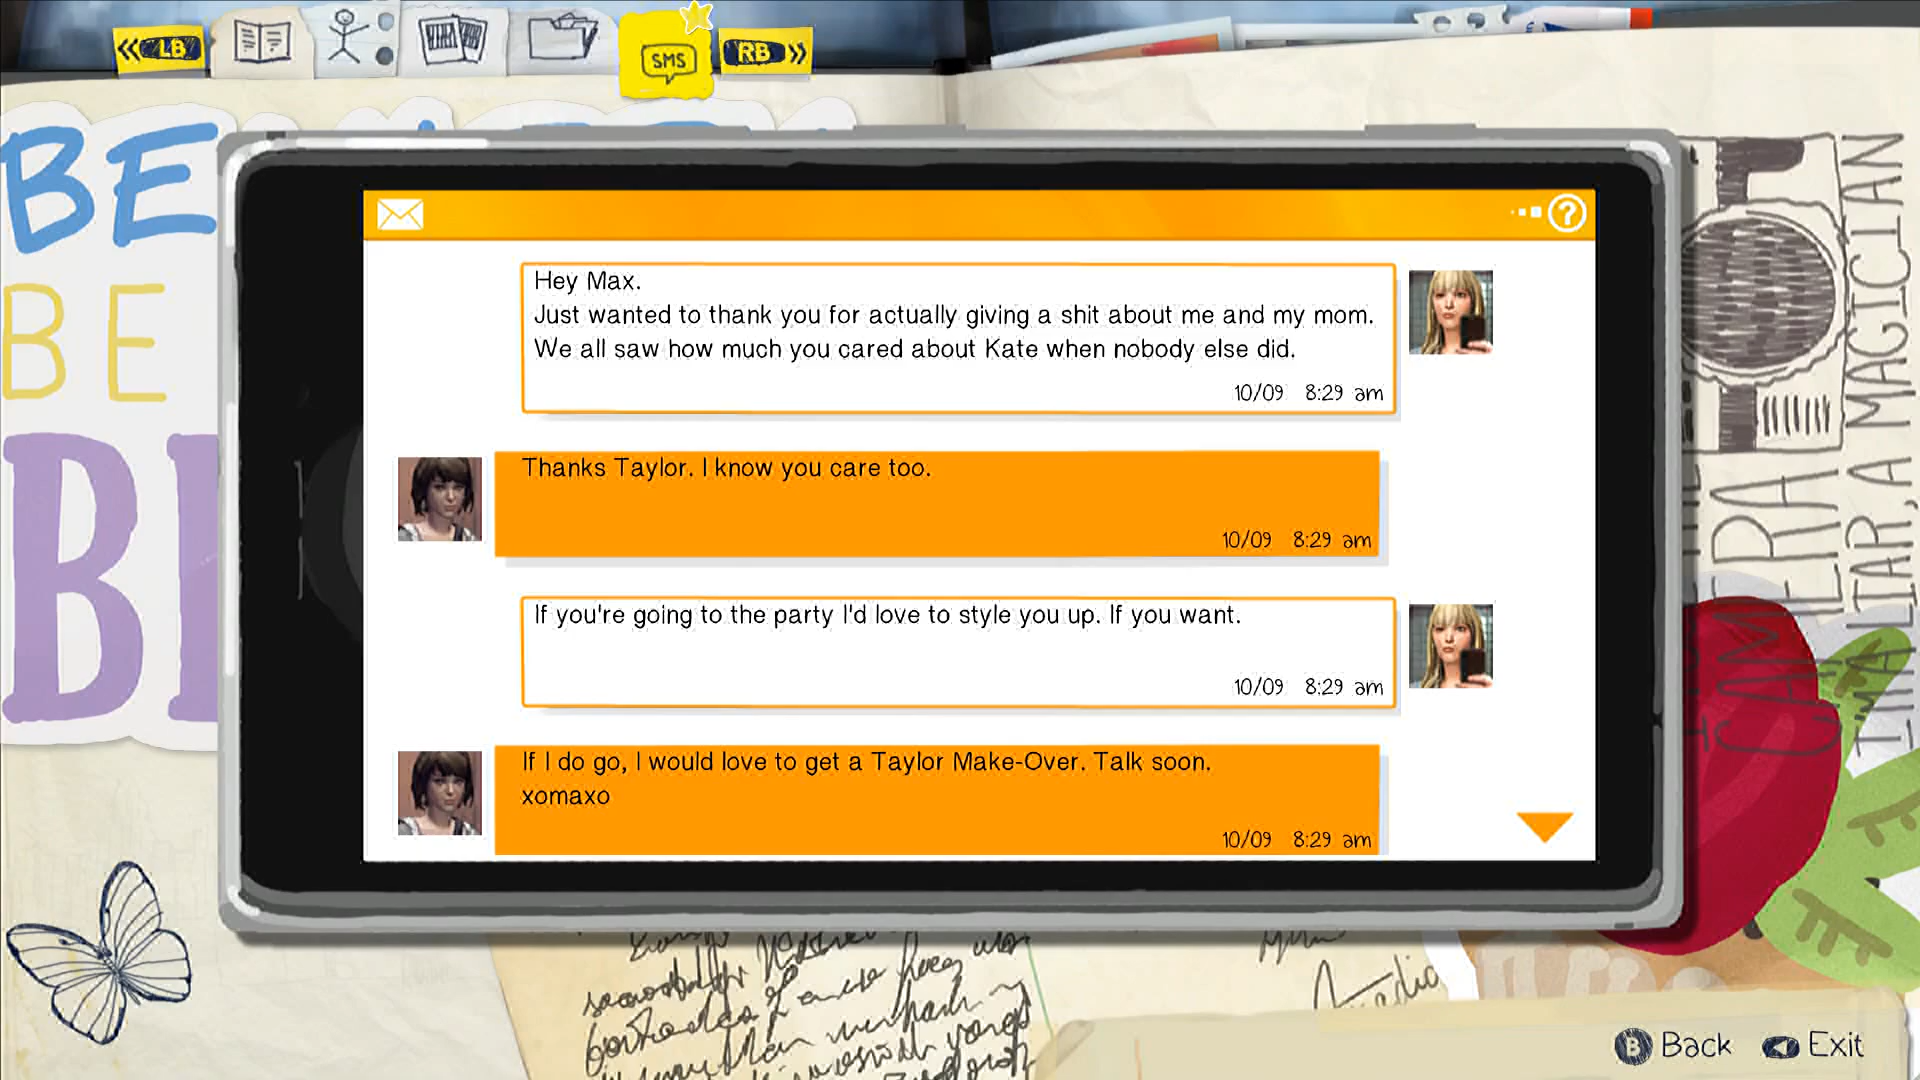 LB
SMS
RB
BE
BE
Hey Max.
Just wanted to thank you for actually giving a shit about me and my mom.
We all saw how much you cared about Kate when nobody else did.
10/09 8:29 am
Thanks Taylor. I know you care too.
10/09 8:29 am
If you're going to the party I'd love to style you up. If you want.
10/09 8:29 am
If I do go, I would love to get a Taylor Make-Over. Talk soon.
xomaxo
10/09 8:29 am
?
CAMERA
LIAR, A MAGICIAN
B Back
Exit